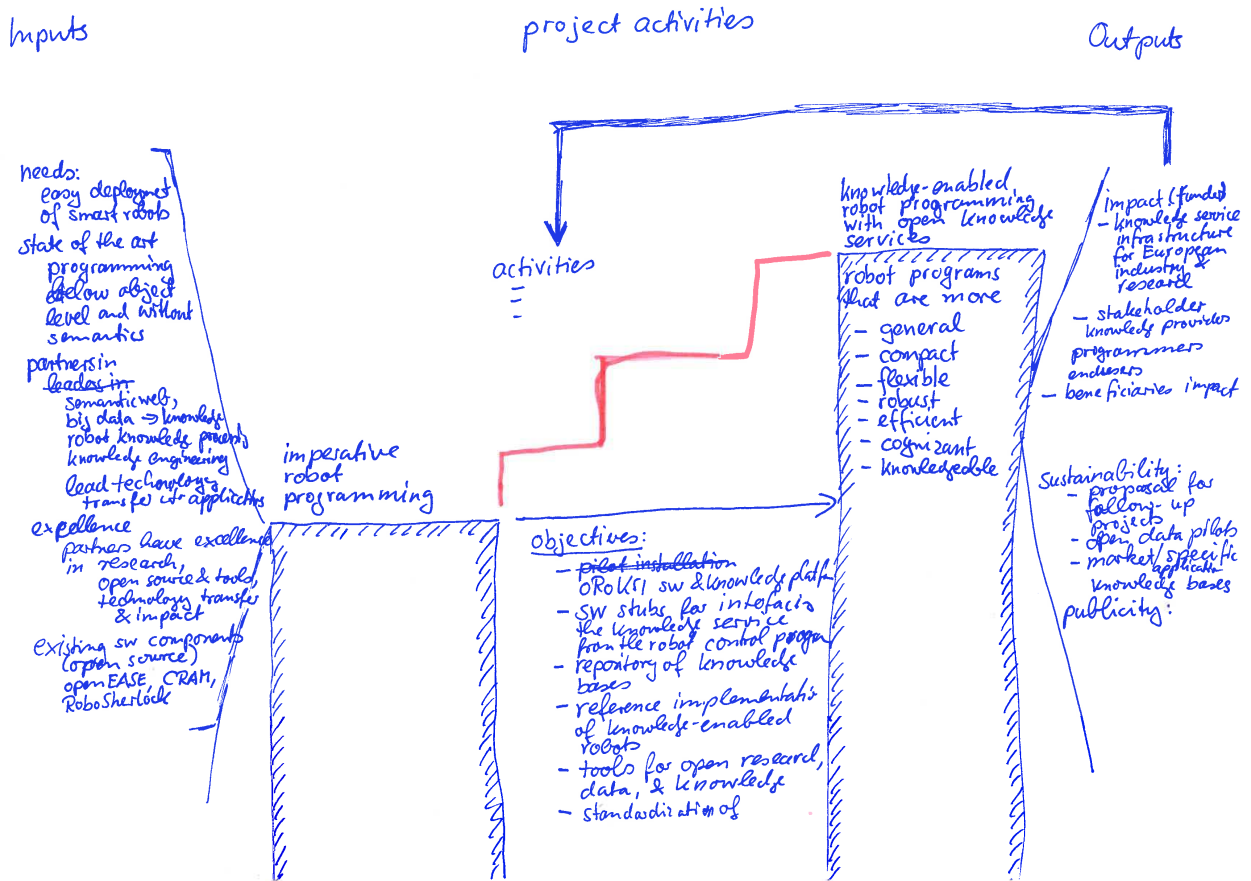 Inputs
project activities
Outputs
needs:
easy deploymet
of smart robots
state of the art
programming
below object
level and without
semantics
partners in
leaders in
semantic web,
big data → knowledge
robot knowledge processing
knowledge engineering
lead technology
transfer applications
expellence
partners have excellence
in research,
open source & tools,
technology transfer
& impact
existing sw components
(open source)
openEASE, CRAM,
RoboSherlock
imperative
robot
programming
activities
objectives:
- pilot installation
sw & knowledge platform
- sw stubs for interfacing
the knowledge service
from the robot control program
- repository of knowledge
bases
- reference implementation
of knowledge-enabled
robots
- tools for open research,
data, & knowledge
- standardization of
knowledge-enabled,
robot programming
with open knowledge
services
robot programs
that are more
- general
- compact
- flexible
- robust
- efficient
- cognizant
- knowledgeable
impact (funder)
- knowledge service
infrastructure
for European
industry &
research
- stakeholder
knowledge providers
programmers
endusers
- beneficiaries impact
sustainability:
- proposal for
follow-up
projects
- open data pilots
- market/specific
application
knowledge bases
publicity: